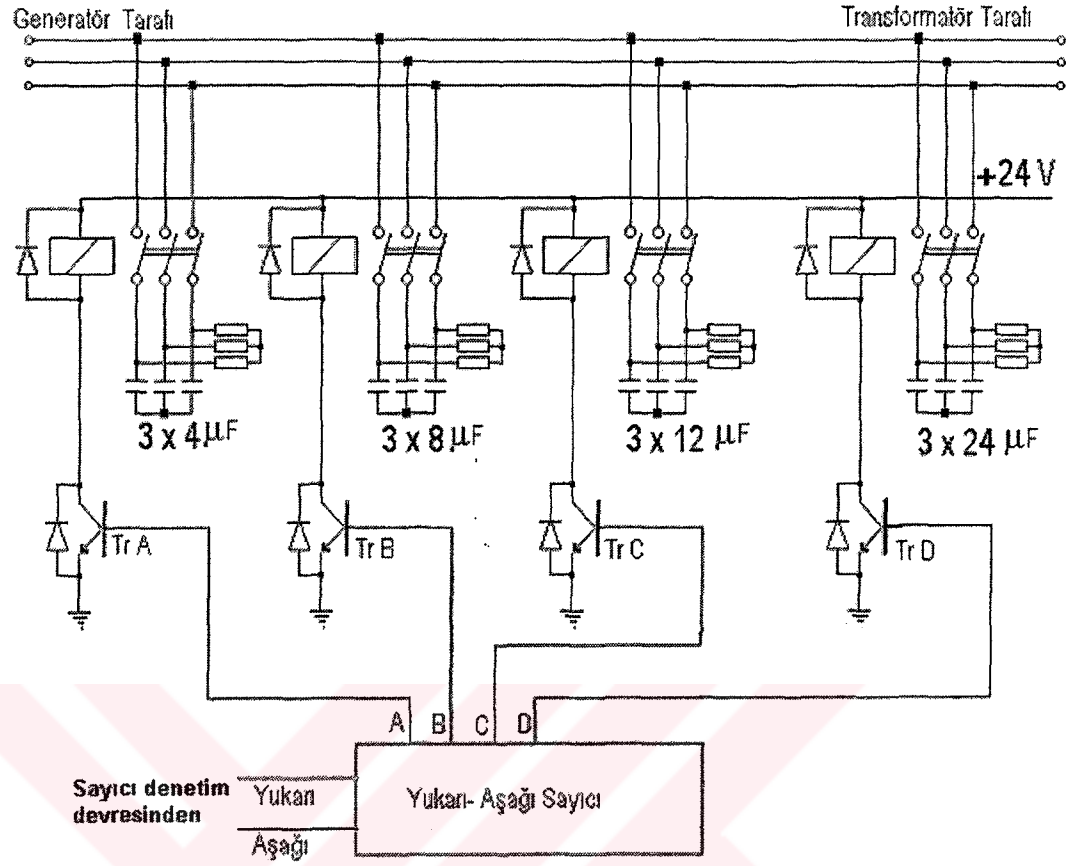 Generatör Tarafı
Transformatör Tarafı
+24 V
3 x 4 µF
3 x 8 µF
3 x 12 µF
3 x 24 µF
Tr A
Tr B
Tr C
Tr D
A B C D
Sayıcı denetim
devresinden
Yukarı
Aşağı
Yukarı- Aşağı Sayıcı